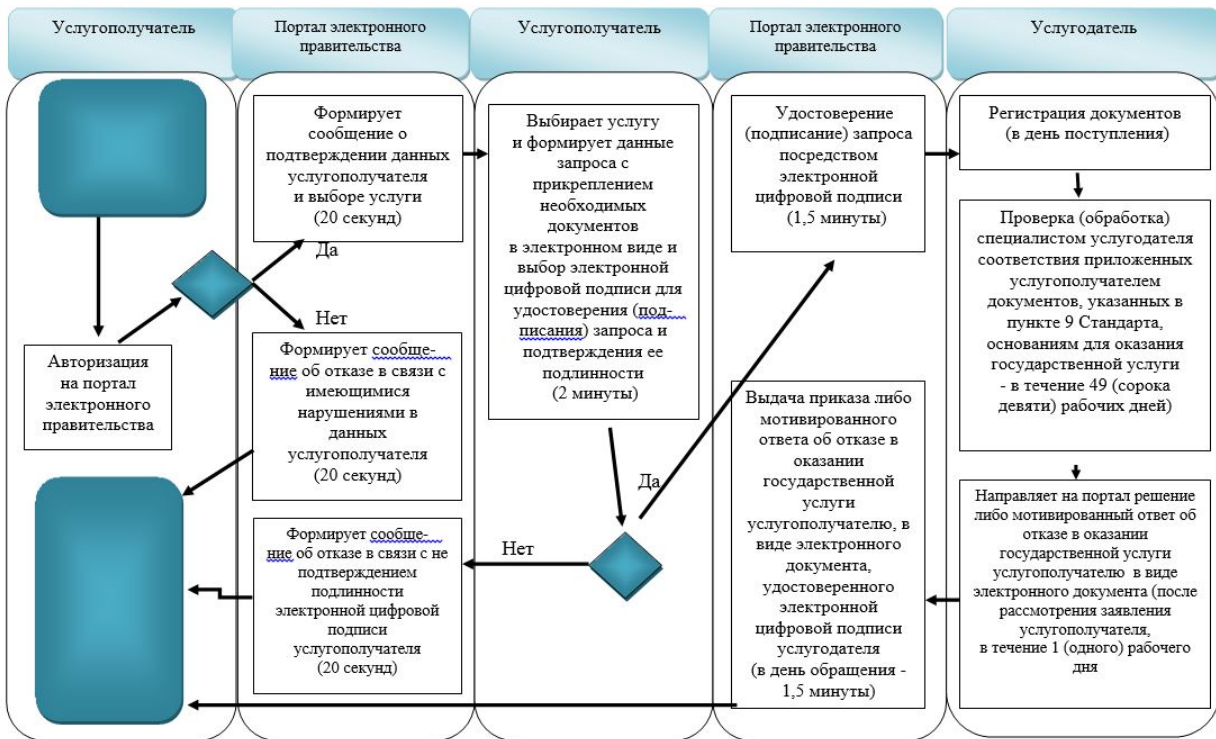 Услугополучатель
Портал электронного
правительства
Услугополучатель
Портал электронного
правительства
Услугодатель
Авторизация
на портал
электронного
правительства
Да
Нет
Формирует
сообщение о
подтверждении данных
услугополучателя
и выборе услуги
(20 секунд)
Формирует сообще-
ние об отказе в связи с
имеющимися
нарушениями в
данных
услугополучателя
(20 секунд)
Формирует сообще-
ние об отказе в связи с не
подтверждением
подлинности
электронной цифровой
подписи
услугополучателя
(20 секунд)
Выбирает услугу
и формирует данные
запроса с
прикреплением
необходимых
документов
в электронном виде и
выбор электронной
цифровой подписи для
удостоверения (под-
писания) запроса и
подтверждения ее
подлинности
(2 минуты)
Нет
Да
Удостоверение
(подписание) запроса
посредством
электронной
цифровой подписи
(1,5 минуты)
Выдача приказа либо
мотивированного
ответа об отказе в
оказании
государственной
услуги
услугополучателю, в
виде электронного
документа,
удостоверенного
электронной
цифровой подписи
услугодателя
(в день обращения -
1,5 минуты)
Регистрация документов
(в день поступления)
Проверка (обработка)
специалистом услугодателя
соответствия приложенных
услугополучателем
документов, указанных в
пункте 9 Стандарта,
основаниям для оказания
государственной услуги
- в течение 49 (сорока
девяти) рабочих дней)
Направляет на портал решение
либо мотивированный ответ об
отказе в оказании
государственной услуги
услугополучателю в виде
электронного документа (после
рассмотрения заявления
услугополучателя,
в течение 1 (одного) рабочего
дня